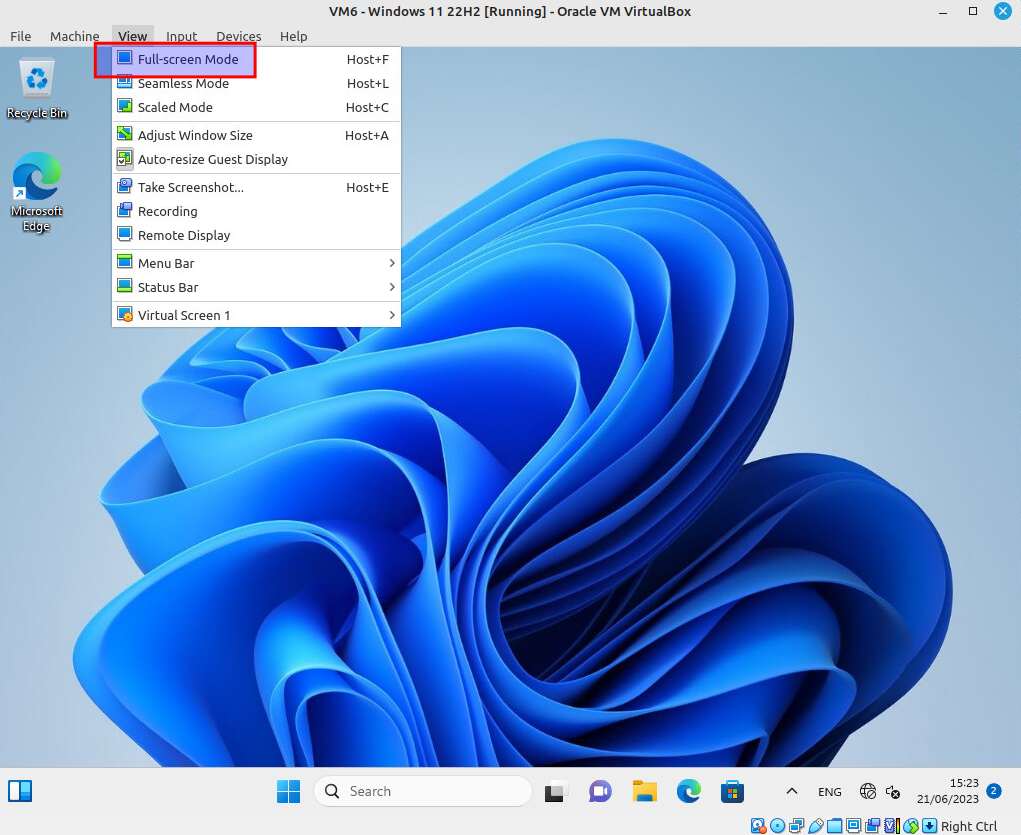 VM6 - Windows 11 22H2 [Running] - Oracle VM VirtualBox
File Machine View Input Devices Help
Full-screen Mode Host+F
Seamless Mode Host+L
Scaled Mode Host+C
Adjust Window Size Host+A
Auto-resize Guest Display
Take Screenshot... Host+E
Recording
Remote Display
Menu Bar
Status Bar
Virtual Screen 1
Recycle Bin
Microsoft
Edge
Search
ENG
15:23
21/06/2023
2
Right Ctrl